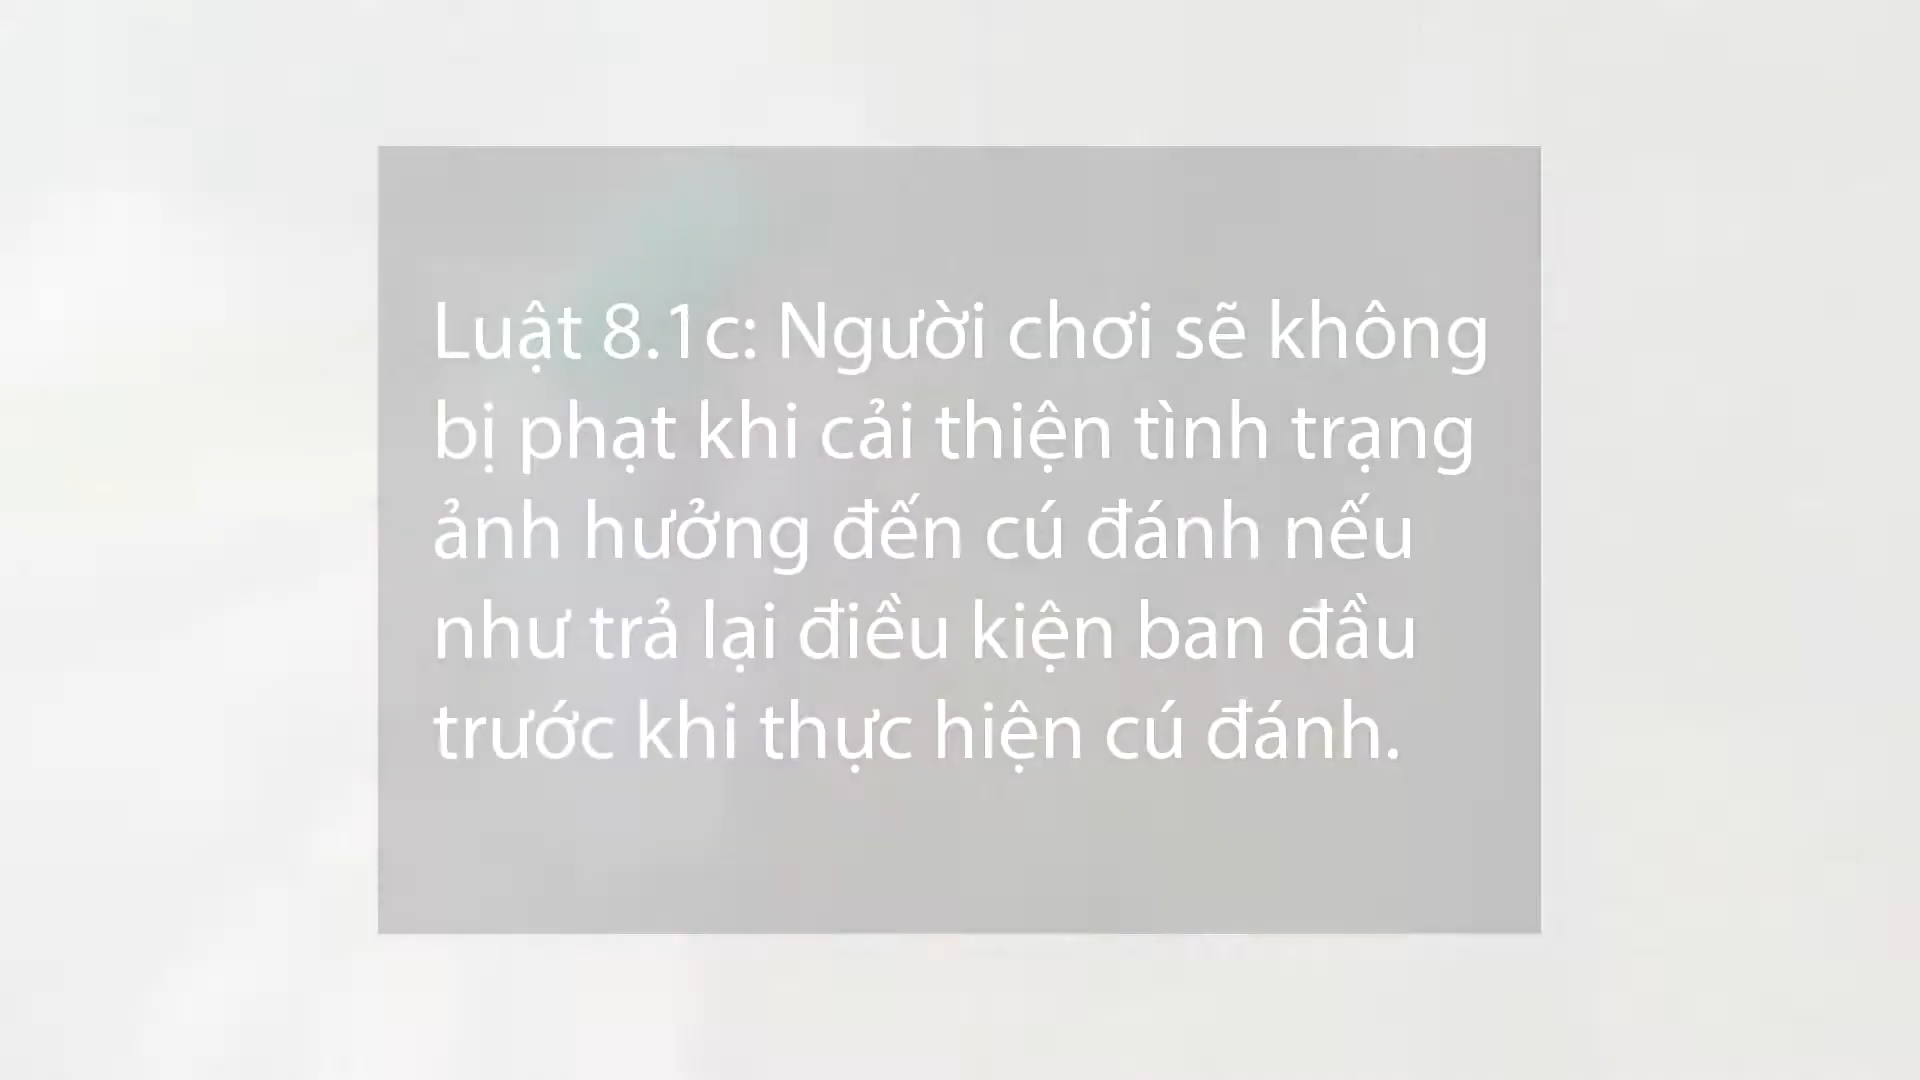 Luật 8.1c: Người chơi sẽ không
bị phạt khi cải thiện tình trạng
ảnh hưởng đến cú đánh nếu
như trả lại điều kiện ban đầu
trước khi thực hiện cú đánh.